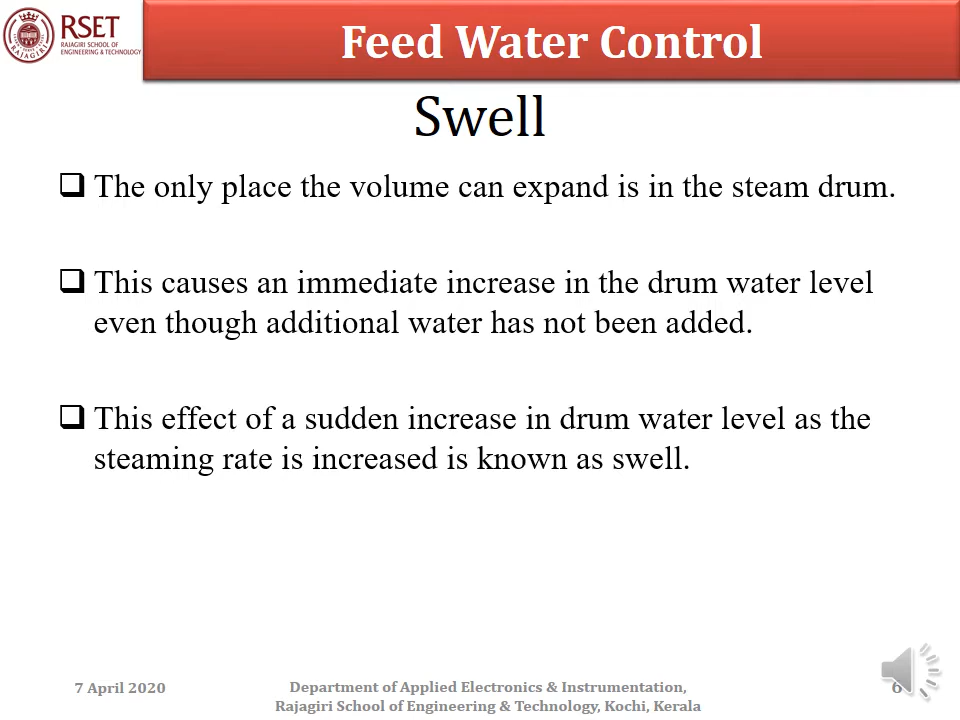 RSET
RAJAGIRI SCHOOL OF
ENGINEERING & TECHNOLOGY
RAJAGIRI
Feed Water Control
Swell
The only place the volume can expand is in the steam drum.
This causes an immediate increase in the drum water level
even though additional water has not been added.
This effect of a sudden increase in drum water level as the
steaming rate is increased is known as swell.
7 April 2020
Department of Applied Electronics & Instrumentation,
Rajagiri School of Engineering & Technology, Kochi, Kerala
6